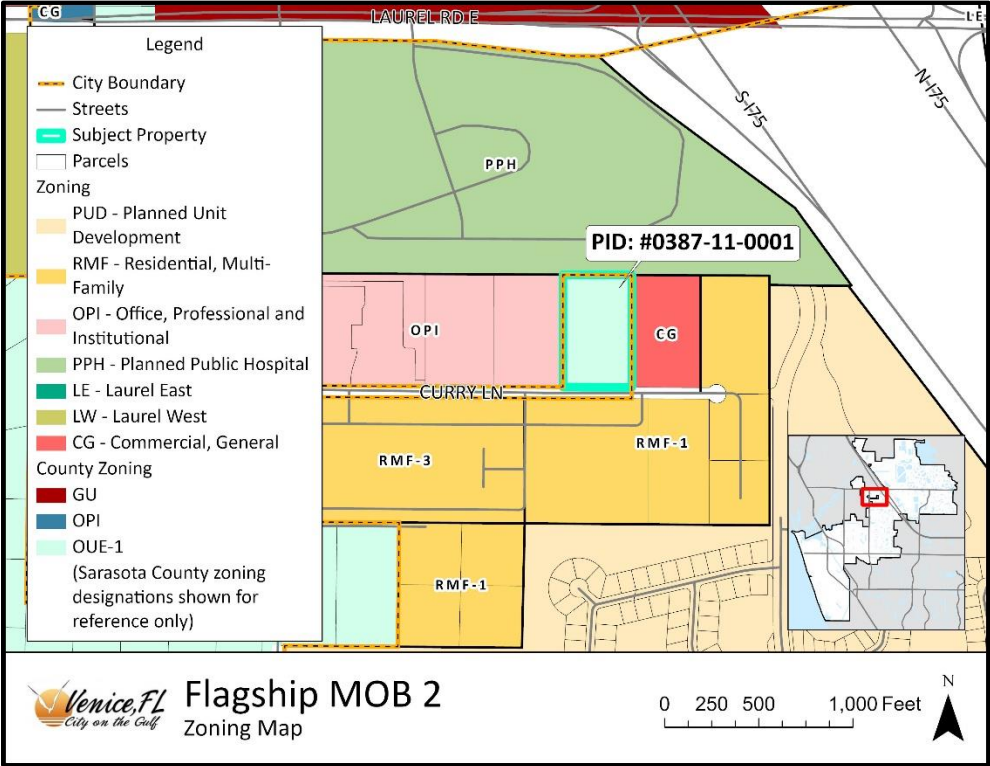 CG
LAUREL RD E
LE
Legend
City Boundary
Streets
Subject Property
Parcels
Zoning
PUD - Planned Unit
Development
RMF - Residential, Multi-
Family
OPI - Office, Professional and
Institutional
PPH - Planned Public Hospital
LE - Laurel East
LW - Laurel West
CG - Commercial, General
County Zoning
GU
OPI
OUE-1
(Sarasota County zoning
designations shown for
reference only)
S-I75
N-I75
PPH
PID: #0387-11-0001
OPI
CG
CURRY LN
RMF-3
RMF-1
RMF-1
Venice, FL
City on the Gulf
Flagship MOB 2
Zoning Map
0 250 500 1,000 Feet
N